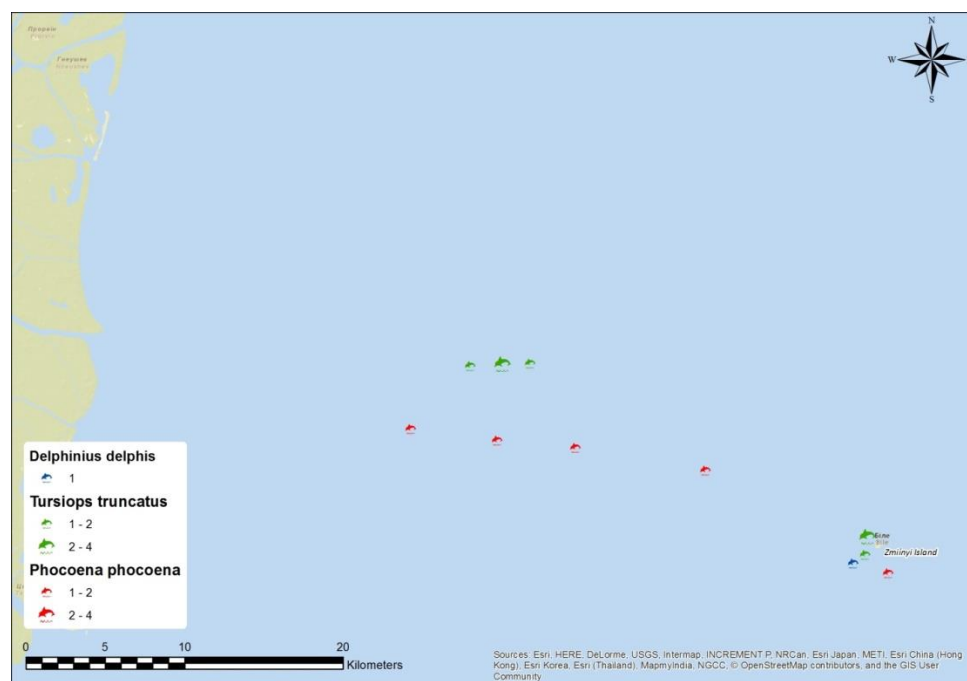 N
W
S
Zmiinyi Island
Delphinius delphis
1
Tursiops truncatus
1 - 2
2 - 4
Phocoena phocoena
1 - 2
2 - 4
0 5 10 20
Kilometers
Sources: Esri, HERE, DeLorme, USGS, Intermap, INCREMENT P, NRCan, Esri Japan, METI, Esri China (Hong
Kong), Esri Korea, Esri (Thailand), MapmyIndia, NGCC, © OpenStreetMap contributors, and the GIS User
Community